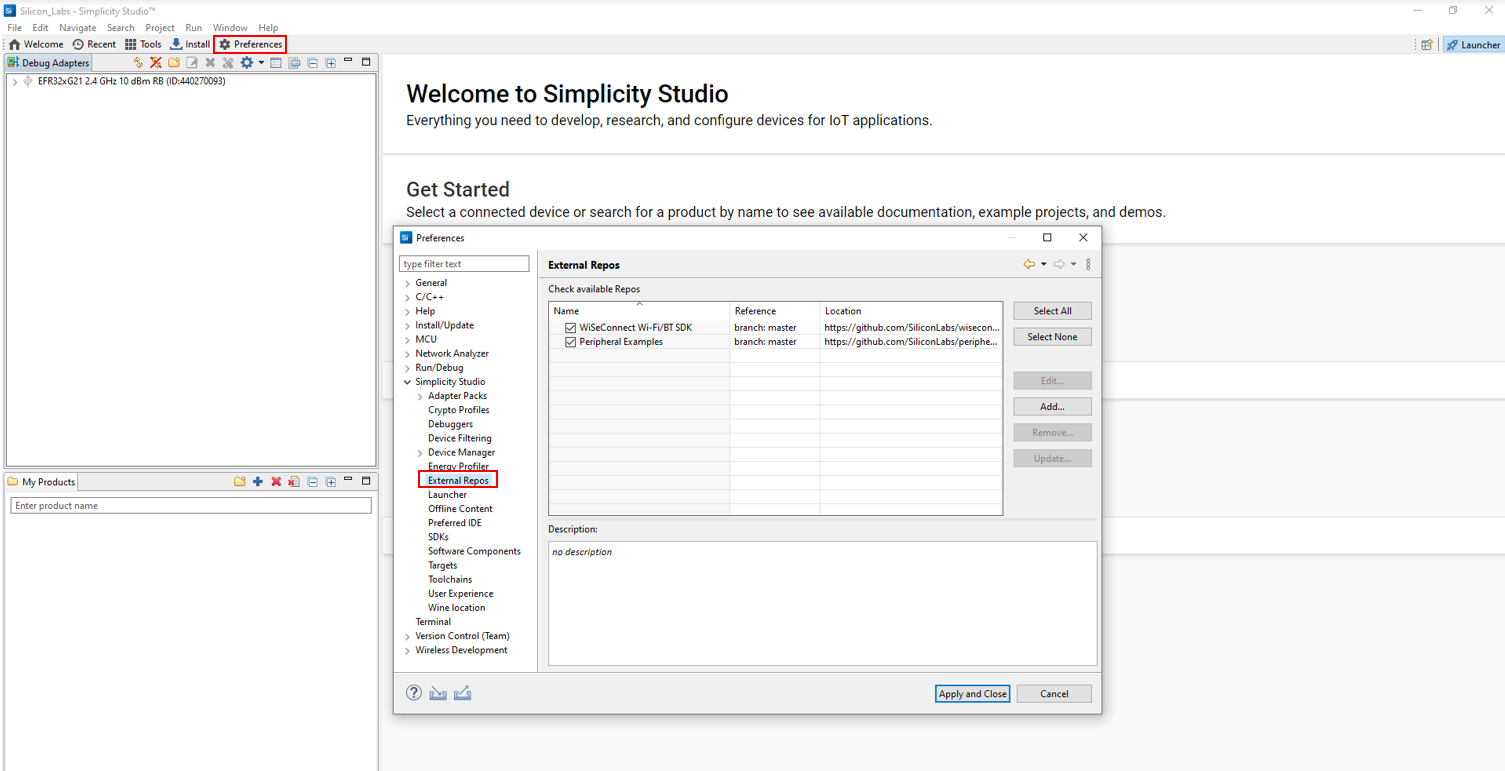 Silicon_Labs - Simplicity Studio™
File Edit Navigate Search Project Run Window Help
Welcome Recent Tools Install Preferences
Launcher
Debug Adapters
EFR32xG21 2.4 GHz 10 dBm RB (ID:440270093)
My Products
Enter product name
Welcome to Simplicity Studio
Everything you need to develop, research, and configure devices for IoT applications.
Get Started
Select a connected device or search for a product by name to see available documentation, example projects, and demos.
Preferences
type filter text
General
C/C++
Help
Install/Update
MCU
Network Analyzer
Run/Debug
Simplicity Studio
Adapter Packs
Crypto Profiles
Debuggers
Device Filtering
Device Manager
Energy Profiler
External Repos
Launcher
Offline Content
Preferred IDE
SDKs
Software Components
Targets
Toolchains
User Experience
Wine location
Terminal
Version Control (Team)
Wireless Development
External Repos
Check available Repos
Name Reference Location
WiSeConnect Wi-Fi/BT SDK branch: master https://github.com/SiliconLabs/wisecon...
Peripheral Examples branch: master https://github.com/SiliconLabs/periphe...
Select All
Select None
Edit...
Add...
Remove...
Update...
Description:
no description
Apply and Close Cancel